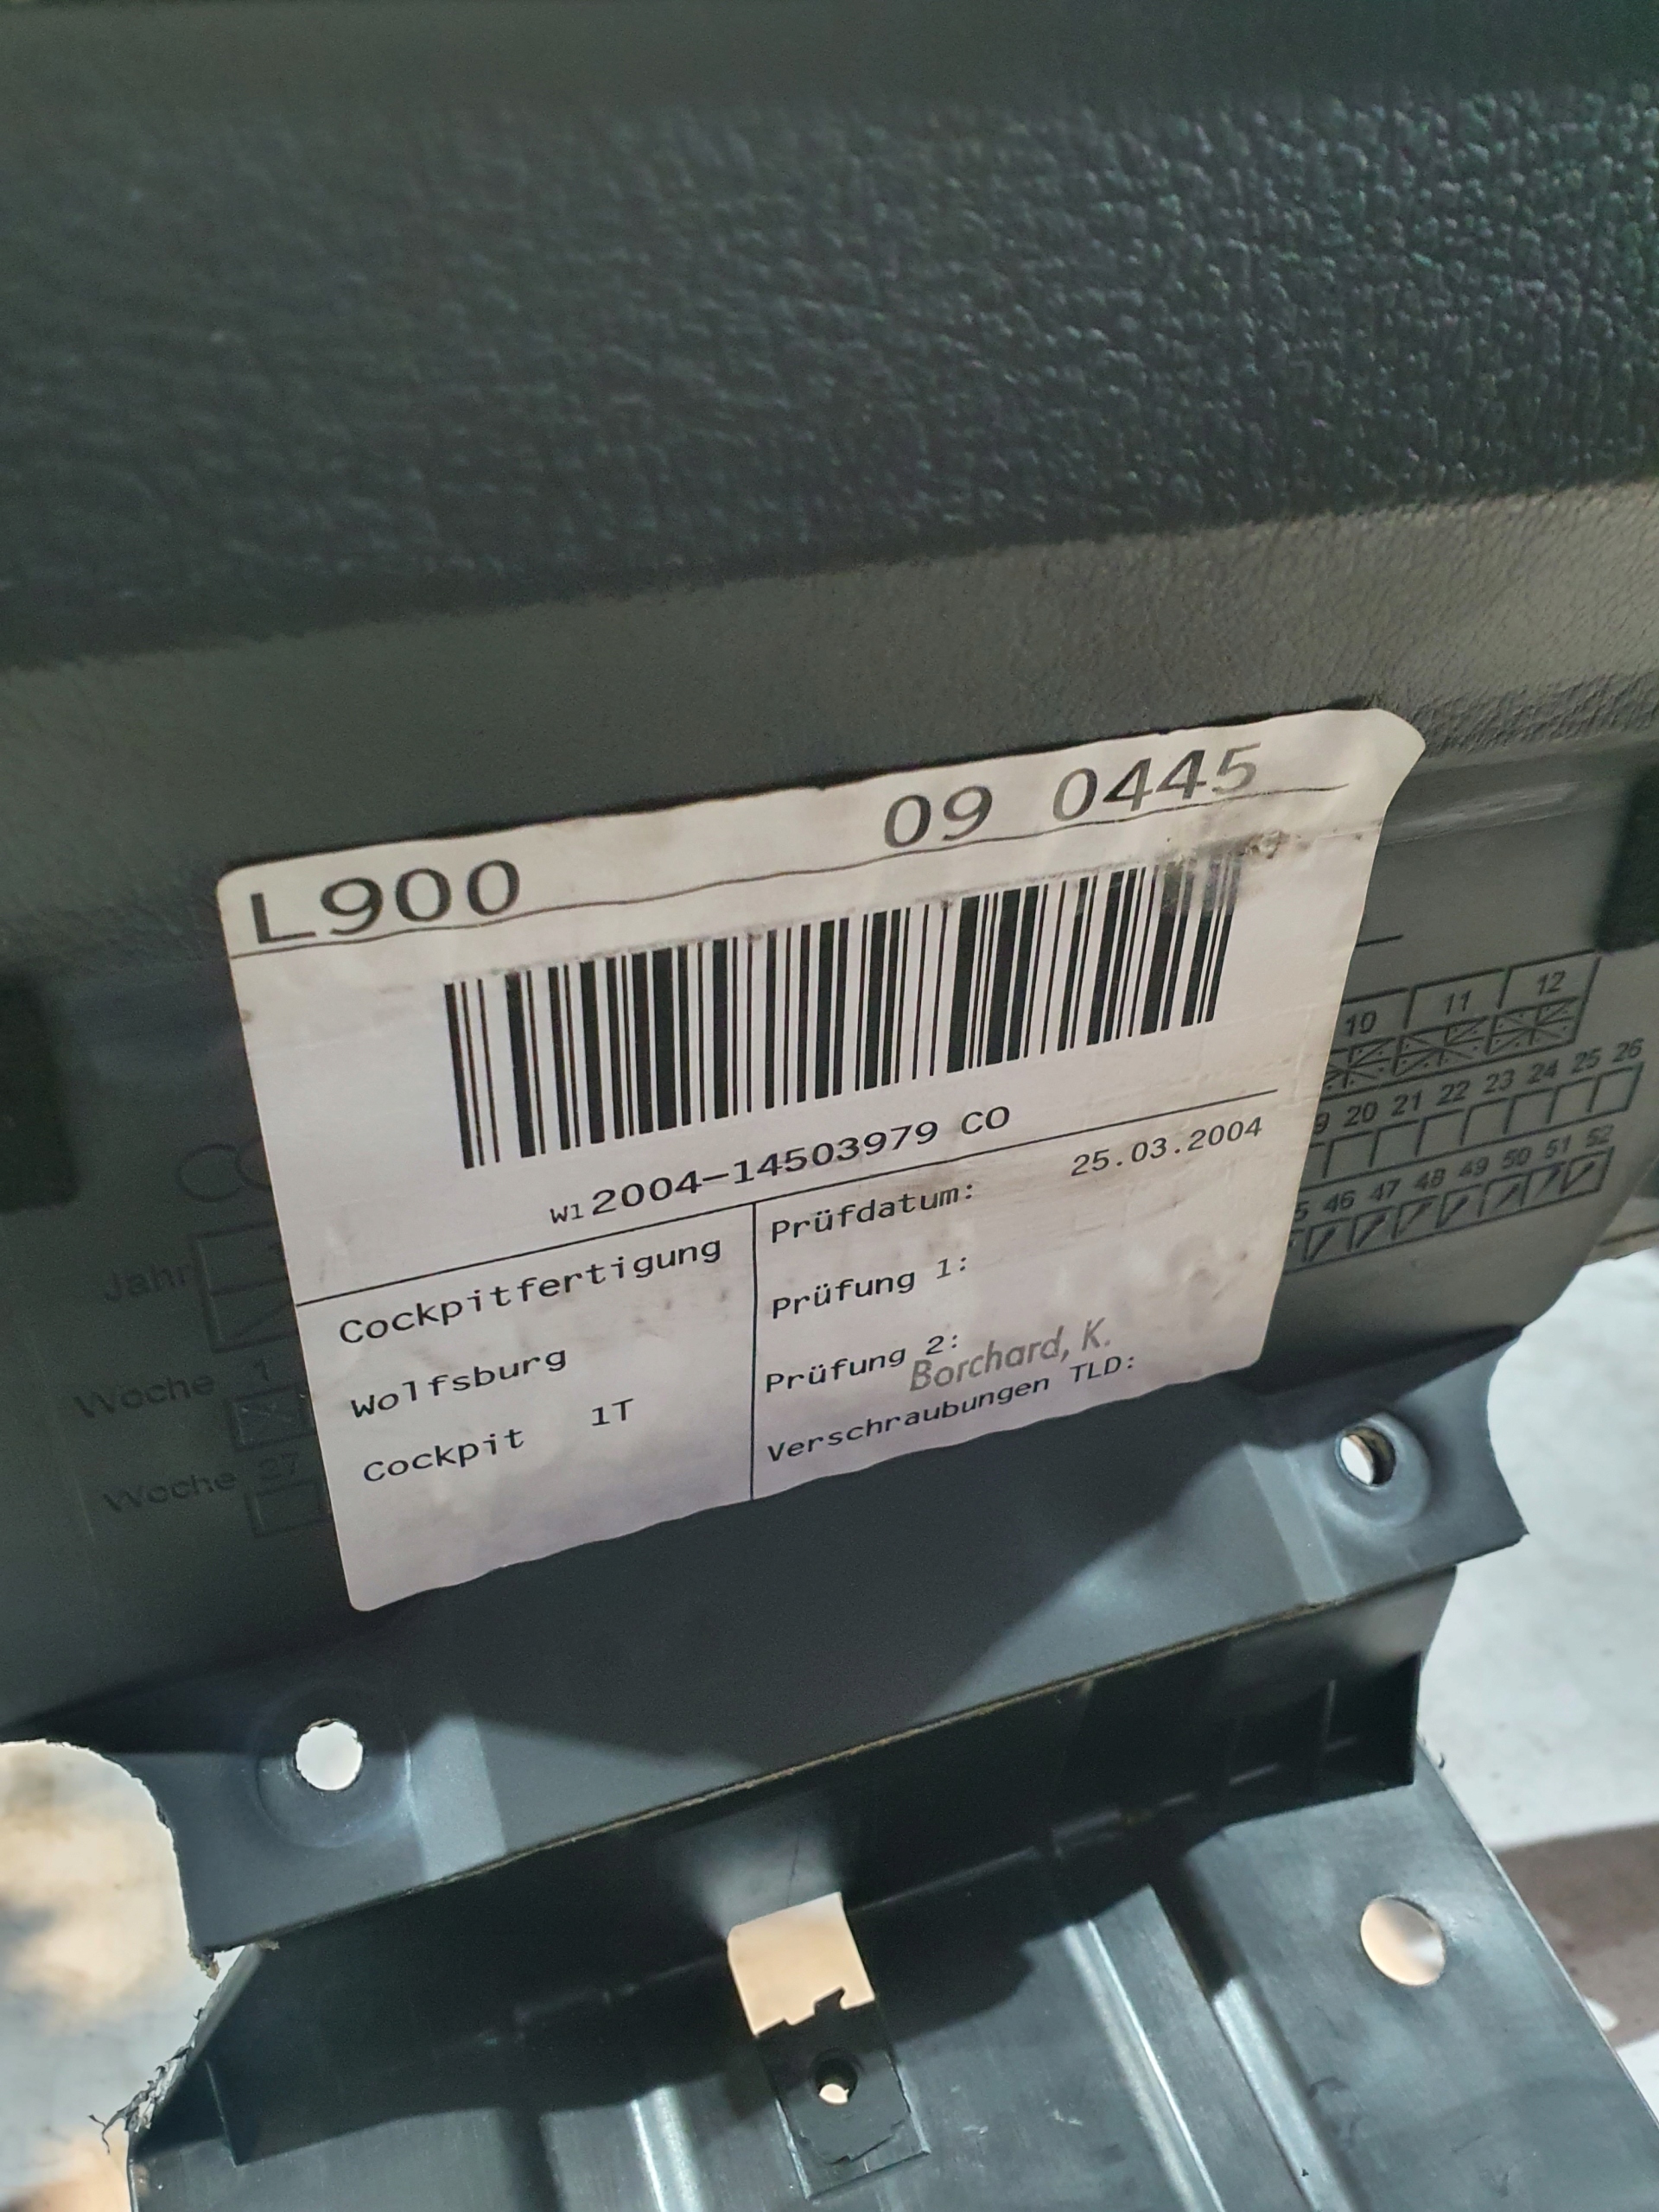 L900 09 0445
W1 2004-14503979 CO
Cockpitfertigung
Wolfsburg
Cockpit 1T
Prüfdatum: 25.03.2004
Prüfung 1:
Prüfung 2:
Borchard, K.
Verschraubungen TLD:
10 11 12
20 21 22 23 24 25 26
46 47 48 49 50 51 52
Jahr
Woche 1
Woche 27